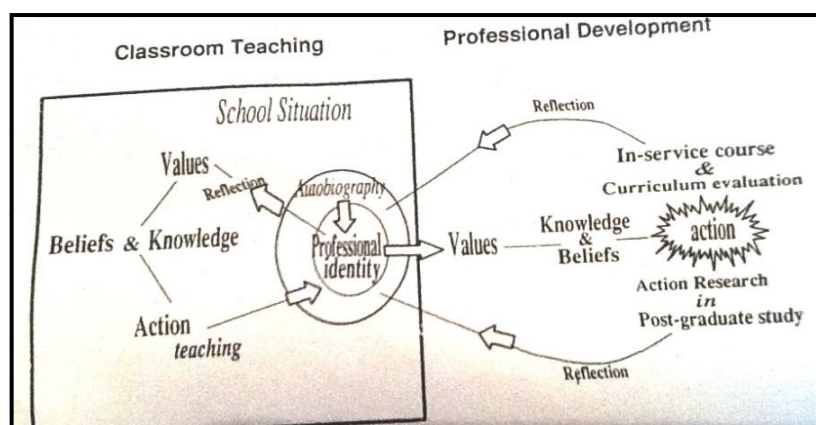 Classroom Teaching
Professional Development
School Situation
Values
Reflection
Beliefs & Knowledge
Action
teaching
Autobiography
Professional
identity
Reflection
In-service course
&
Curriculum evaluation
Values
Knowledge
&
Beliefs
action
Action Research
in
Post-graduate study
Reflection